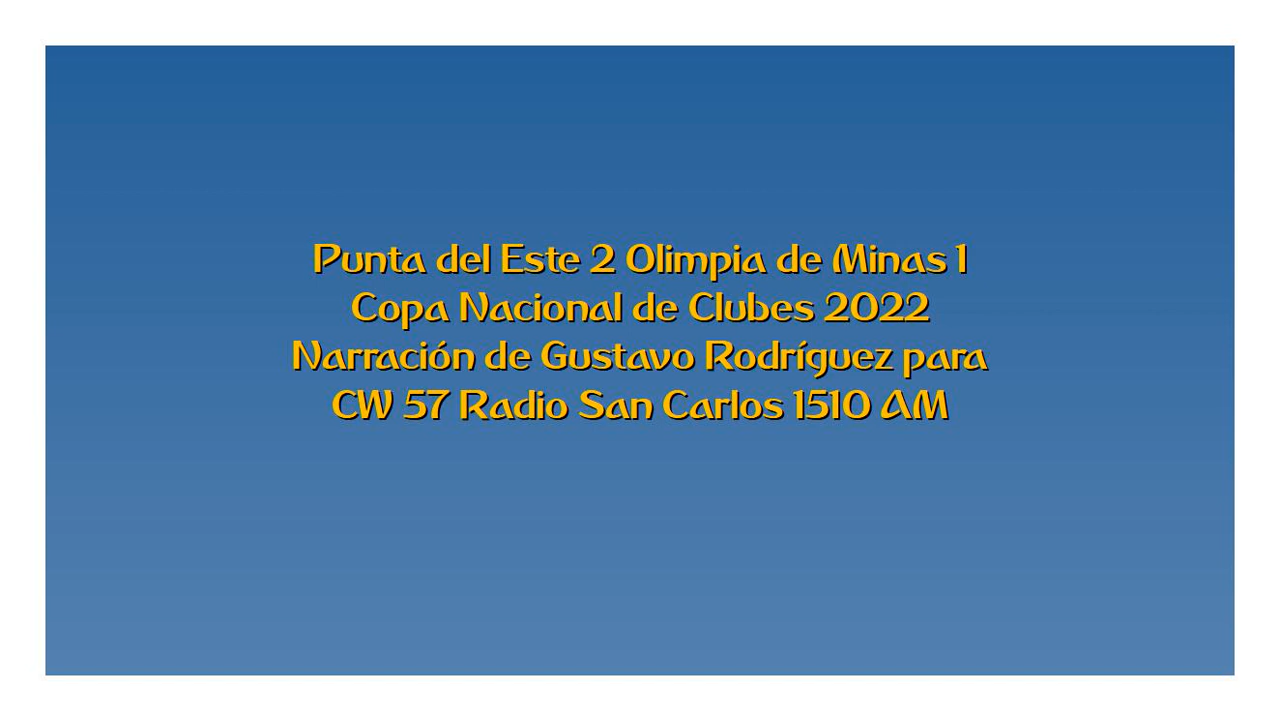 Punta del Este 2 Olimpia de Minas 1
Copa Nacional de Clubes 2022
Narración de Gustavo Rodríguez para
CW 57 Radio San Carlos 1510 AM